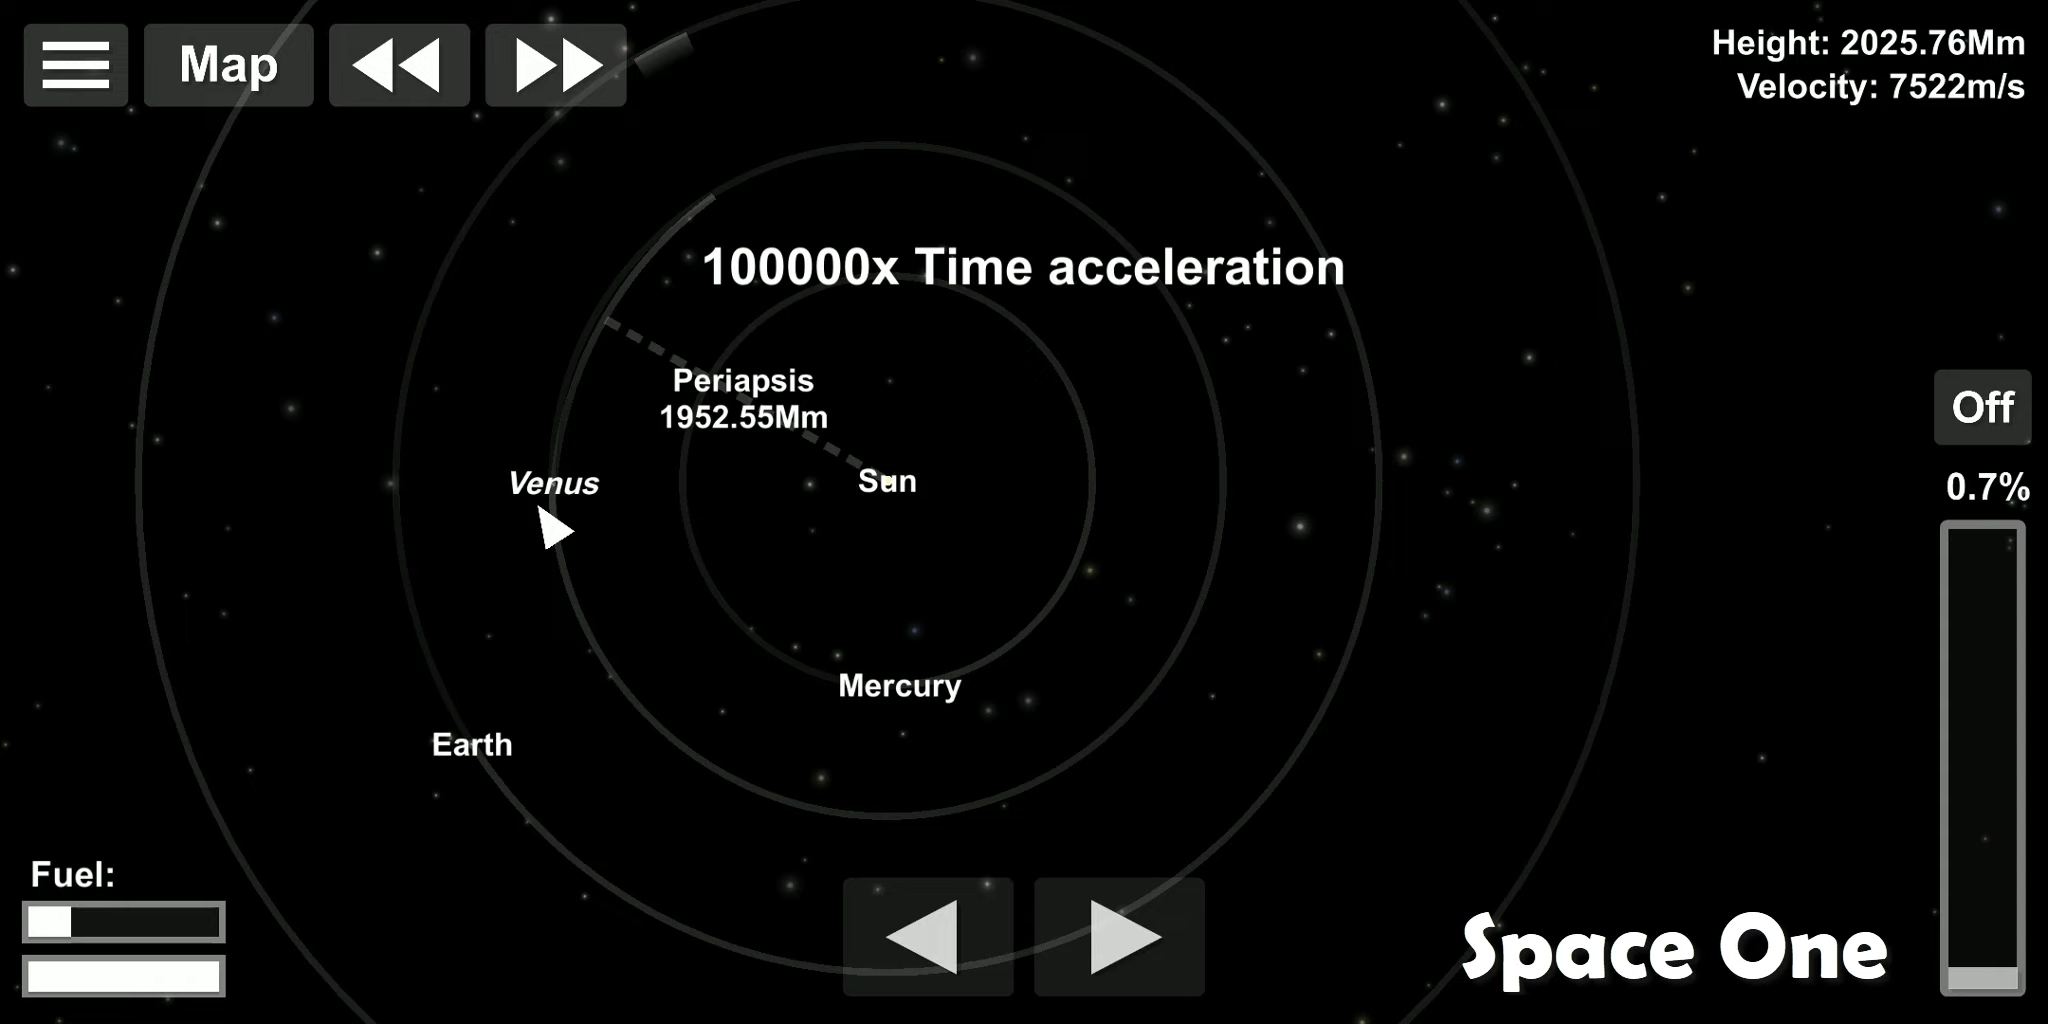 Map
Height: 2025.76Mm
Velocity: 7522m/s
100000x Time acceleration
Periapsis
1952.55Mm
Venus
Sun
Off
0.7%
Mercury
Earth
Fuel:
Space One